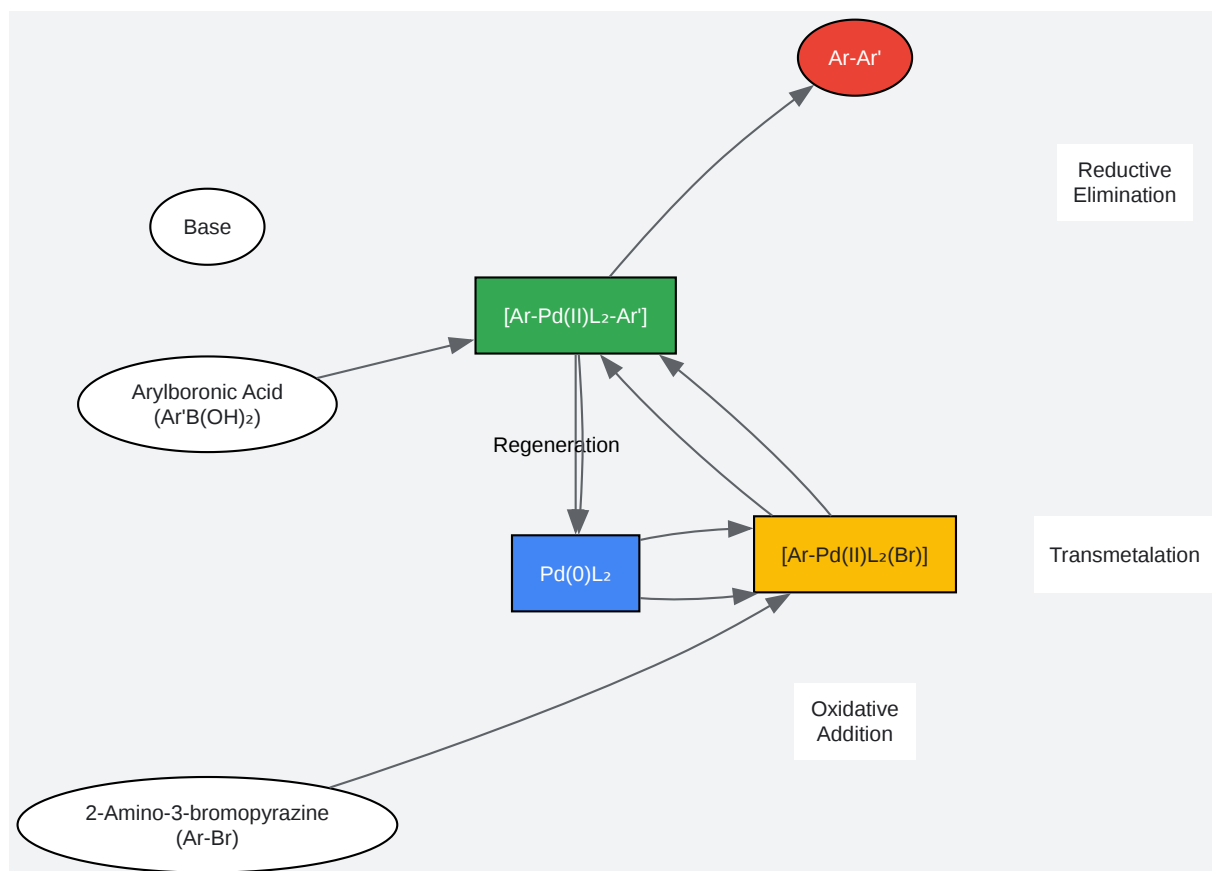 Ar-Ar'
Reductive
Elimination
Base
[Ar-Pd(II)L₂-Ar']
Arylboronic Acid
(Ar'B(OH)₂)
Regeneration
Pd(0)L₂
[Ar-Pd(II)L₂(Br)]
Transmetalation
Oxidative
Addition
2-Amino-3-bromopyrazine
(Ar-Br)